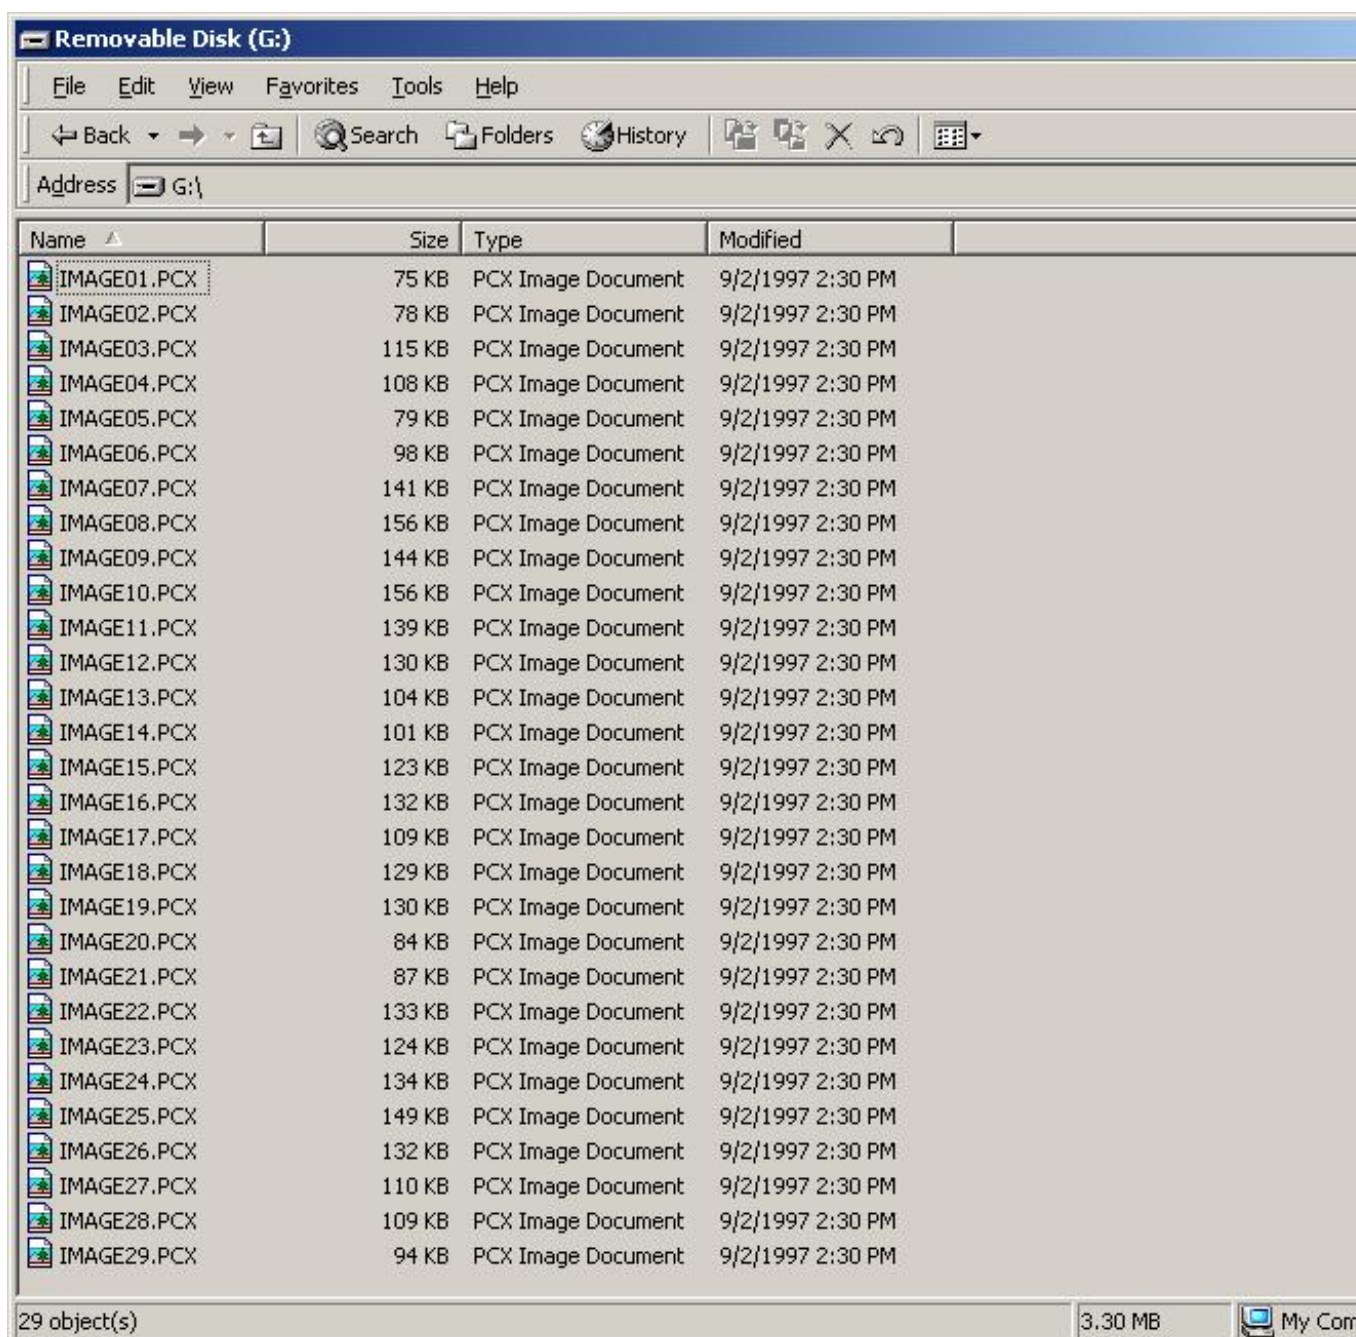 Removable Disk (G:)
File Edit View Favorites Tools Help
Back Search Folders History
Address G:\
Name Size Type Modified
IMAGE01.PCX 75 KB PCX Image Document 9/2/1997 2:30 PM
IMAGE02.PCX 78 KB PCX Image Document 9/2/1997 2:30 PM
IMAGE03.PCX 115 KB PCX Image Document 9/2/1997 2:30 PM
IMAGE04.PCX 108 KB PCX Image Document 9/2/1997 2:30 PM
IMAGE05.PCX 79 KB PCX Image Document 9/2/1997 2:30 PM
IMAGE06.PCX 98 KB PCX Image Document 9/2/1997 2:30 PM
IMAGE07.PCX 141 KB PCX Image Document 9/2/1997 2:30 PM
IMAGE08.PCX 156 KB PCX Image Document 9/2/1997 2:30 PM
IMAGE09.PCX 144 KB PCX Image Document 9/2/1997 2:30 PM
IMAGE10.PCX 156 KB PCX Image Document 9/2/1997 2:30 PM
IMAGE11.PCX 139 KB PCX Image Document 9/2/1997 2:30 PM
IMAGE12.PCX 130 KB PCX Image Document 9/2/1997 2:30 PM
IMAGE13.PCX 104 KB PCX Image Document 9/2/1997 2:30 PM
IMAGE14.PCX 101 KB PCX Image Document 9/2/1997 2:30 PM
IMAGE15.PCX 123 KB PCX Image Document 9/2/1997 2:30 PM
IMAGE16.PCX 132 KB PCX Image Document 9/2/1997 2:30 PM
IMAGE17.PCX 109 KB PCX Image Document 9/2/1997 2:30 PM
IMAGE18.PCX 129 KB PCX Image Document 9/2/1997 2:30 PM
IMAGE19.PCX 130 KB PCX Image Document 9/2/1997 2:30 PM
IMAGE20.PCX 84 KB PCX Image Document 9/2/1997 2:30 PM
IMAGE21.PCX 87 KB PCX Image Document 9/2/1997 2:30 PM
IMAGE22.PCX 133 KB PCX Image Document 9/2/1997 2:30 PM
IMAGE23.PCX 124 KB PCX Image Document 9/2/1997 2:30 PM
IMAGE24.PCX 134 KB PCX Image Document 9/2/1997 2:30 PM
IMAGE25.PCX 149 KB PCX Image Document 9/2/1997 2:30 PM
IMAGE26.PCX 132 KB PCX Image Document 9/2/1997 2:30 PM
IMAGE27.PCX 110 KB PCX Image Document 9/2/1997 2:30 PM
IMAGE28.PCX 109 KB PCX Image Document 9/2/1997 2:30 PM
IMAGE29.PCX 94 KB PCX Image Document 9/2/1997 2:30 PM
29 object(s) 3.30 MB My Com